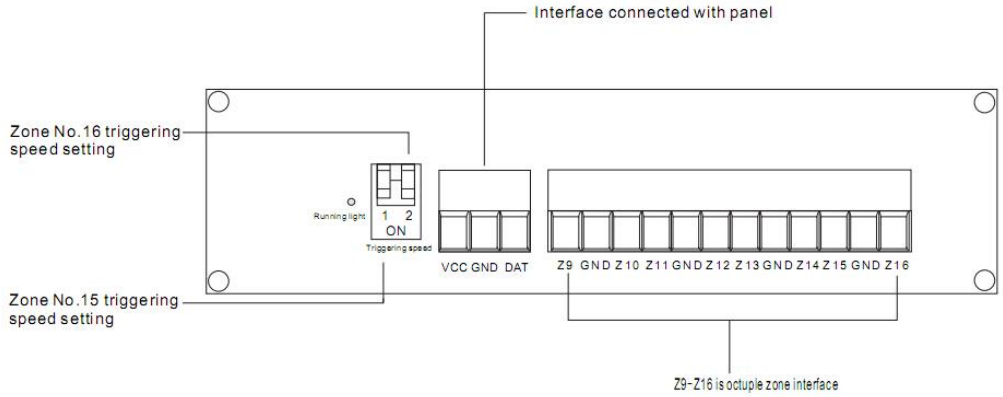 Interface connected with panel
Zone No.16 triggering
speed setting
Running light
1 2
ON
Triggering speed
VCC GND DAT
Z9 GND Z10 Z11 GND Z12 Z13 GND Z14 Z15 GND Z16
Zone No.15 triggering
speed setting
Z9-Z16 is octuple zone interface